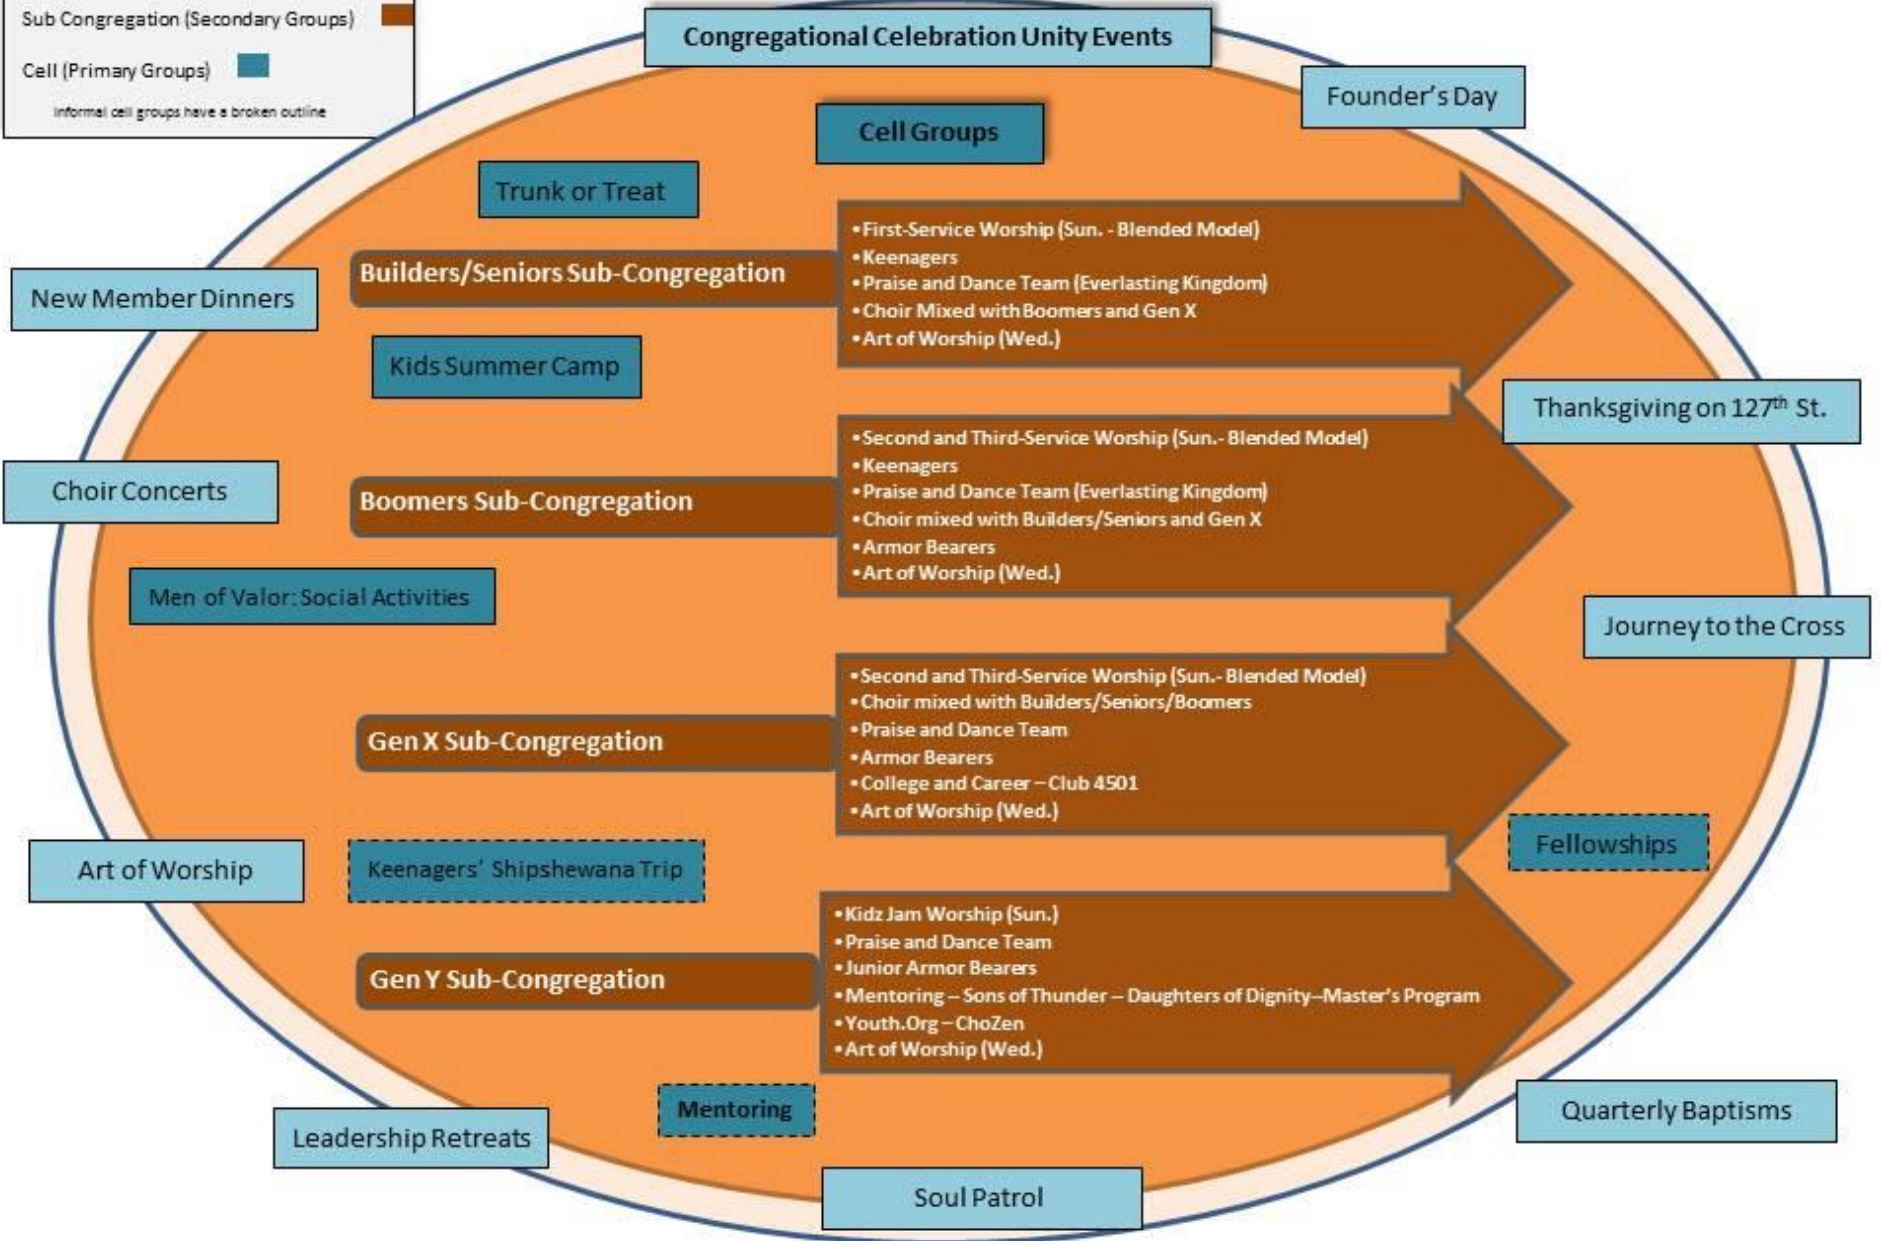 Sub Congregation (Secondary Groups)
Cell (Primary Groups)
Informal cell groups have a broken outline
Congregational Celebration Unity Events
Founder's Day
Cell Groups
Trunk or Treat
New Member Dinners
Builders/Seniors Sub-Congregation
•First-Service Worship (Sun. - Blended Model)
•Keenagers
•Praise and Dance Team (Everlasting Kingdom)
•Choir Mixed with Boomers and Gen X
•Art of Worship (Wed.)
Kids Summer Camp
Thanksgiving on 127th St.
Choir Concerts
Boomers Sub-Congregation
•Second and Third-Service Worship (Sun.- Blended Model)
•Keenagers
•Praise and Dance Team (Everlasting Kingdom)
•Choir mixed with Builders/Seniors and Gen X
•Armor Bearers
•Art of Worship (Wed.)
Men of Valor: Social Activities
Journey to the Cross
Gen X Sub-Congregation
•Second and Third-Service Worship (Sun.- Blended Model)
•Choir mixed with Builders/Seniors/Boomers
•Praise and Dance Team
•Armor Bearers
•College and Career – Club 4501
•Art of Worship (Wed.)
Fellowships
Art of Worship
Keenagers' Shipshewana Trip
Gen Y Sub-Congregation
•Kidz Jam Worship (Sun.)
•Praise and Dance Team
•Junior Armor Bearers
•Mentoring – Sons of Thunder – Daughters of Dignity–Master's Program
•Youth.Org – ChoZen
•Art of Worship (Wed.)
Mentoring
Quarterly Baptisms
Leadership Retreats
Soul Patrol